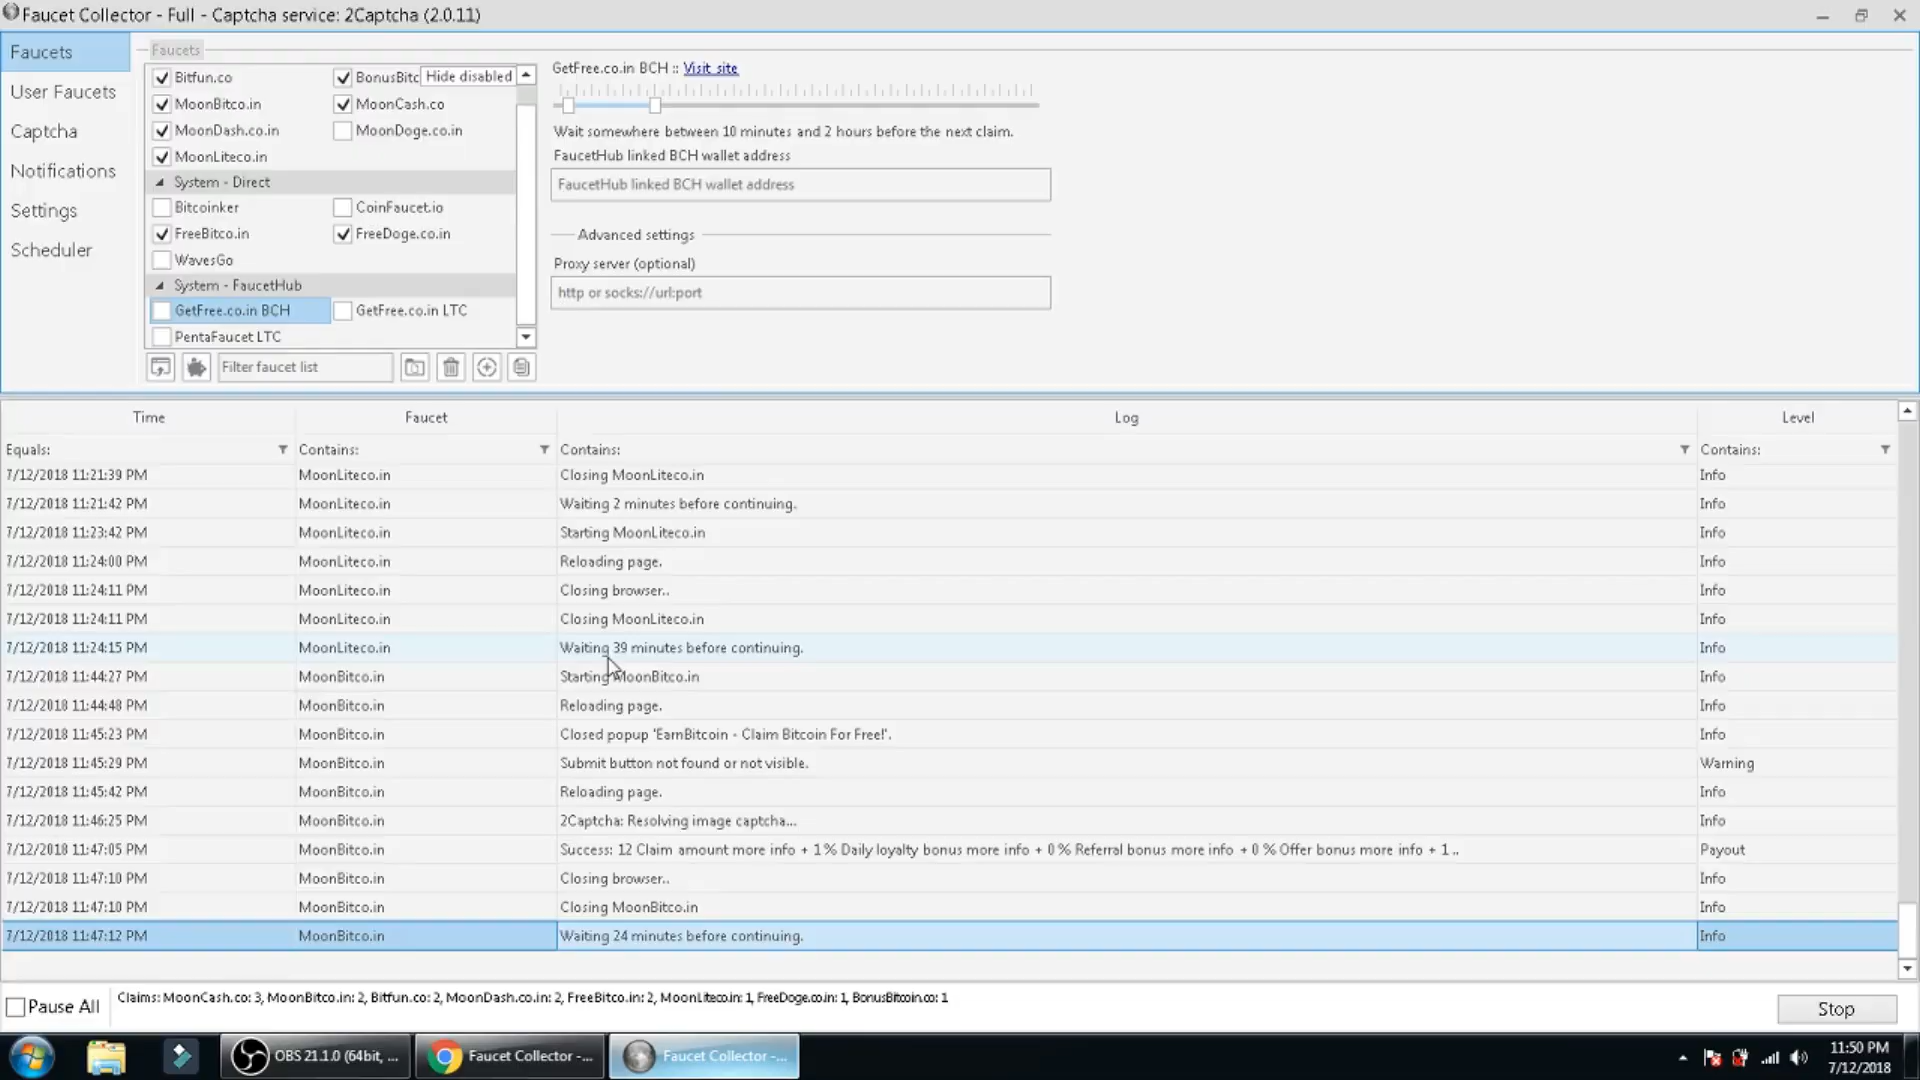 Faucet Collector - Full - Captcha service: 2Captcha (2.0.11)
Faucets
User Faucets
Captcha
Notifications
Settings
Scheduler
Faucets
Bitfun.co
BonusBitc
Hide disabled
MoonBitco.in
MoonCash.co
MoonDash.co.in
MoonDoge.co.in
MoonLiteco.in
System - Direct
Bitcoinker
CoinFaucet.io
FreeBitco.in
FreeDoge.co.in
WavesGo
System - FaucetHub
GetFree.co.in BCH
GetFree.co.in LTC
PentaFaucet LTC
Filter faucet list
GetFree.co.in BCH :: Visit site
Wait somewhere between 10 minutes and 2 hours before the next claim.
FaucetHub linked BCH wallet address
FaucetHub linked BCH wallet address
Advanced settings
Proxy server (optional)
http or socks://url:port
Time Faucet Log Level
Equals: Contains: Contains: Contains:
7/12/2018 11:21:39 PM MoonLiteco.in Closing MoonLiteco.in Info
7/12/2018 11:21:42 PM MoonLiteco.in Waiting 2 minutes before continuing. Info
7/12/2018 11:23:42 PM MoonLiteco.in Starting MoonLiteco.in Info
7/12/2018 11:24:00 PM MoonLiteco.in Reloading page. Info
7/12/2018 11:24:11 PM MoonLiteco.in Closing browser.. Info
7/12/2018 11:24:11 PM MoonLiteco.in Closing MoonLiteco.in Info
7/12/2018 11:24:15 PM MoonLiteco.in Waiting 39 minutes before continuing. Info
7/12/2018 11:44:27 PM MoonBitco.in Starting MoonBitco.in Info
7/12/2018 11:44:48 PM MoonBitco.in Reloading page. Info
7/12/2018 11:45:23 PM MoonBitco.in Closed popup 'EarnBitcoin - Claim Bitcoin For Free!'. Info
7/12/2018 11:45:29 PM MoonBitco.in Submit button not found or not visible. Warning
7/12/2018 11:45:42 PM MoonBitco.in Reloading page. Info
7/12/2018 11:46:25 PM MoonBitco.in 2Captcha: Resolving image captcha... Info
7/12/2018 11:47:05 PM MoonBitco.in Success: 12 Claim amount more info + 1 % Daily loyalty bonus more info + 0 % Referral bonus more info + 0 % Offer bonus more info + 1 .. Payout
7/12/2018 11:47:10 PM MoonBitco.in Closing browser.. Info
7/12/2018 11:47:10 PM MoonBitco.in Closing MoonBitco.in Info
7/12/2018 11:47:12 PM MoonBitco.in Waiting 24 minutes before continuing. Info
Pause All
Claims: MoonCash.co: 3, MoonBitco.in: 2, Bitfun.co: 2, MoonDash.co.in: 2, FreeBitco.in: 2, MoonLiteco.in: 1, FreeDoge.co.in: 1, BonusBitcoin.co: 1
Stop
OBS 21.1.0 (64bit, ...
Faucet Collector -...
Faucet Collector -...
11:50 PM
7/12/2018